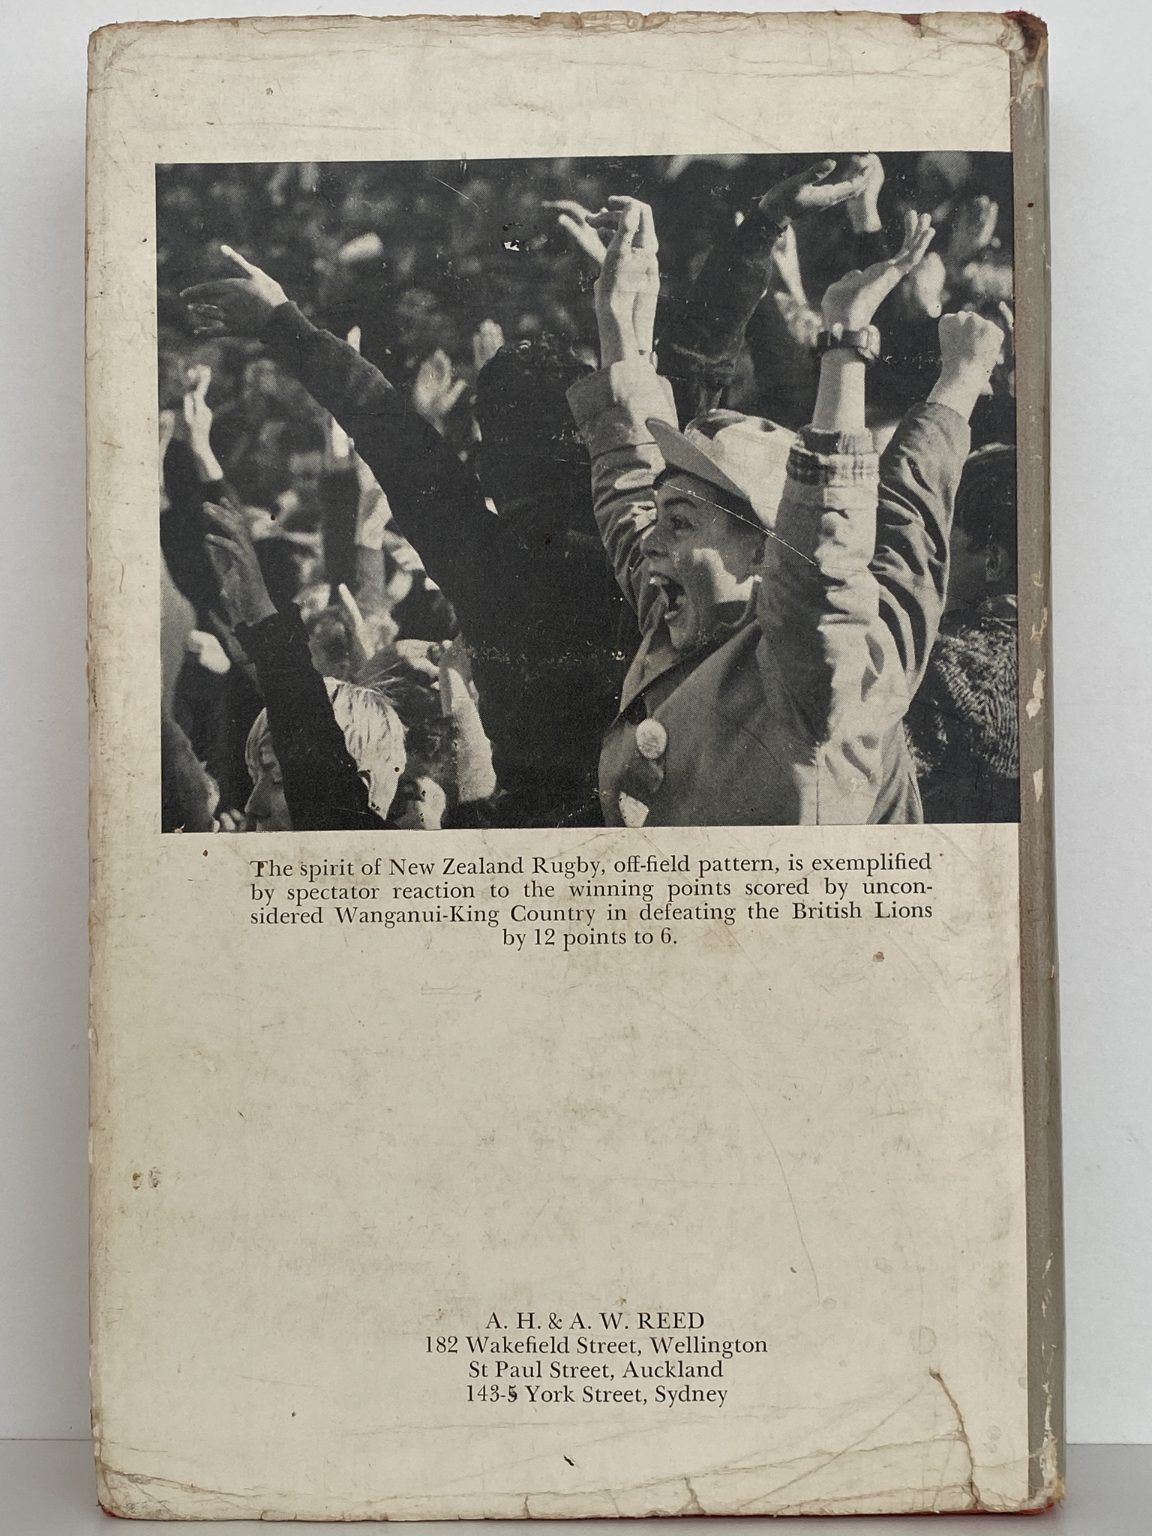 The spirit of New Zealand Rugby, off-field pattern, is exemplified
by spectator reaction to the winning points scored by uncon-
sidered Wanganui-King Country in defeating the British Lions
by 12 points to 6.
A. H. & A. W. REED
182 Wakefield Street, Wellington
St Paul Street, Auckland
143-5 York Street, Sydney